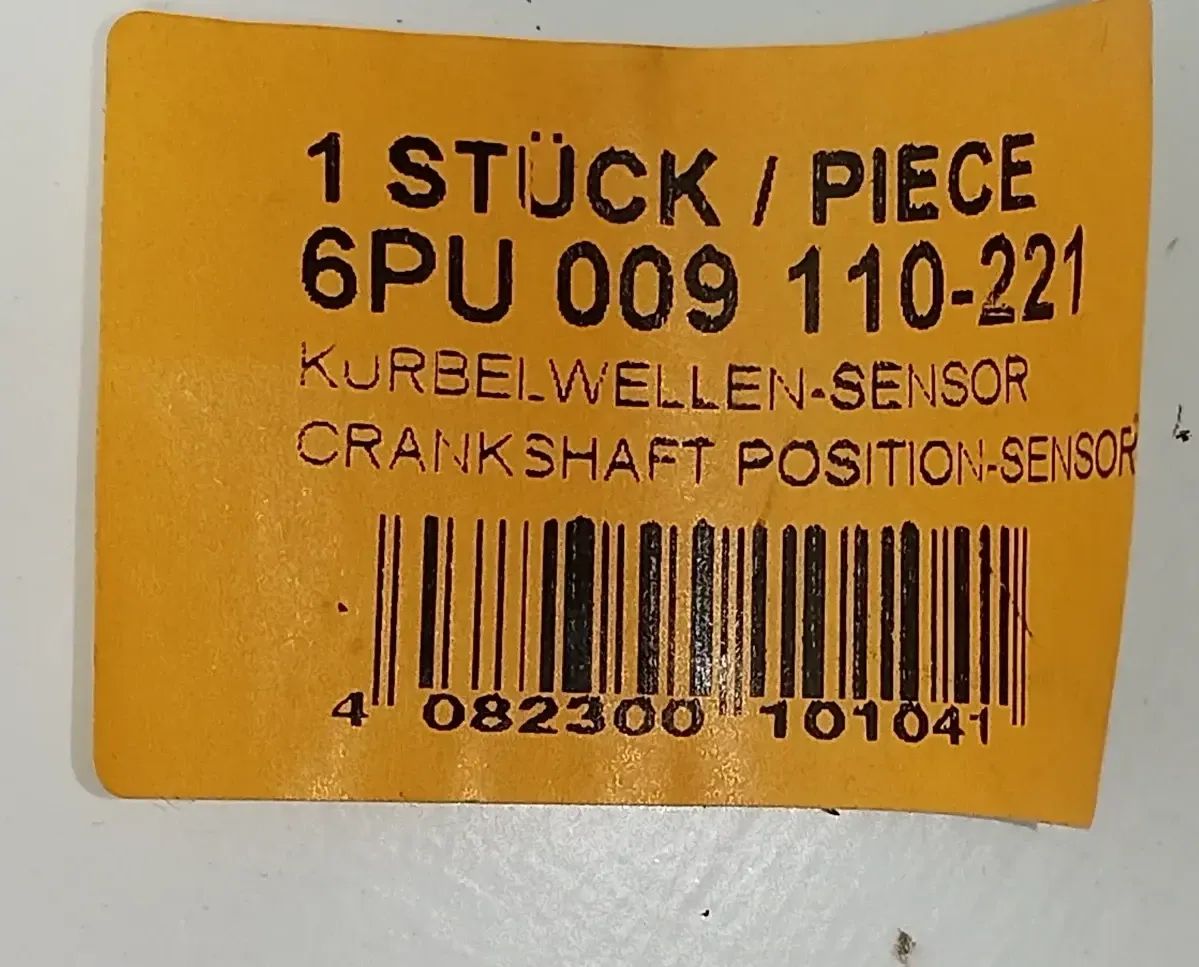 1 STÜCK / PIECE
6PU 009 110-221
KURBELWELLEN-SENSOR
CRANKSHAFT POSITION-SENSOR
4 082300 101041